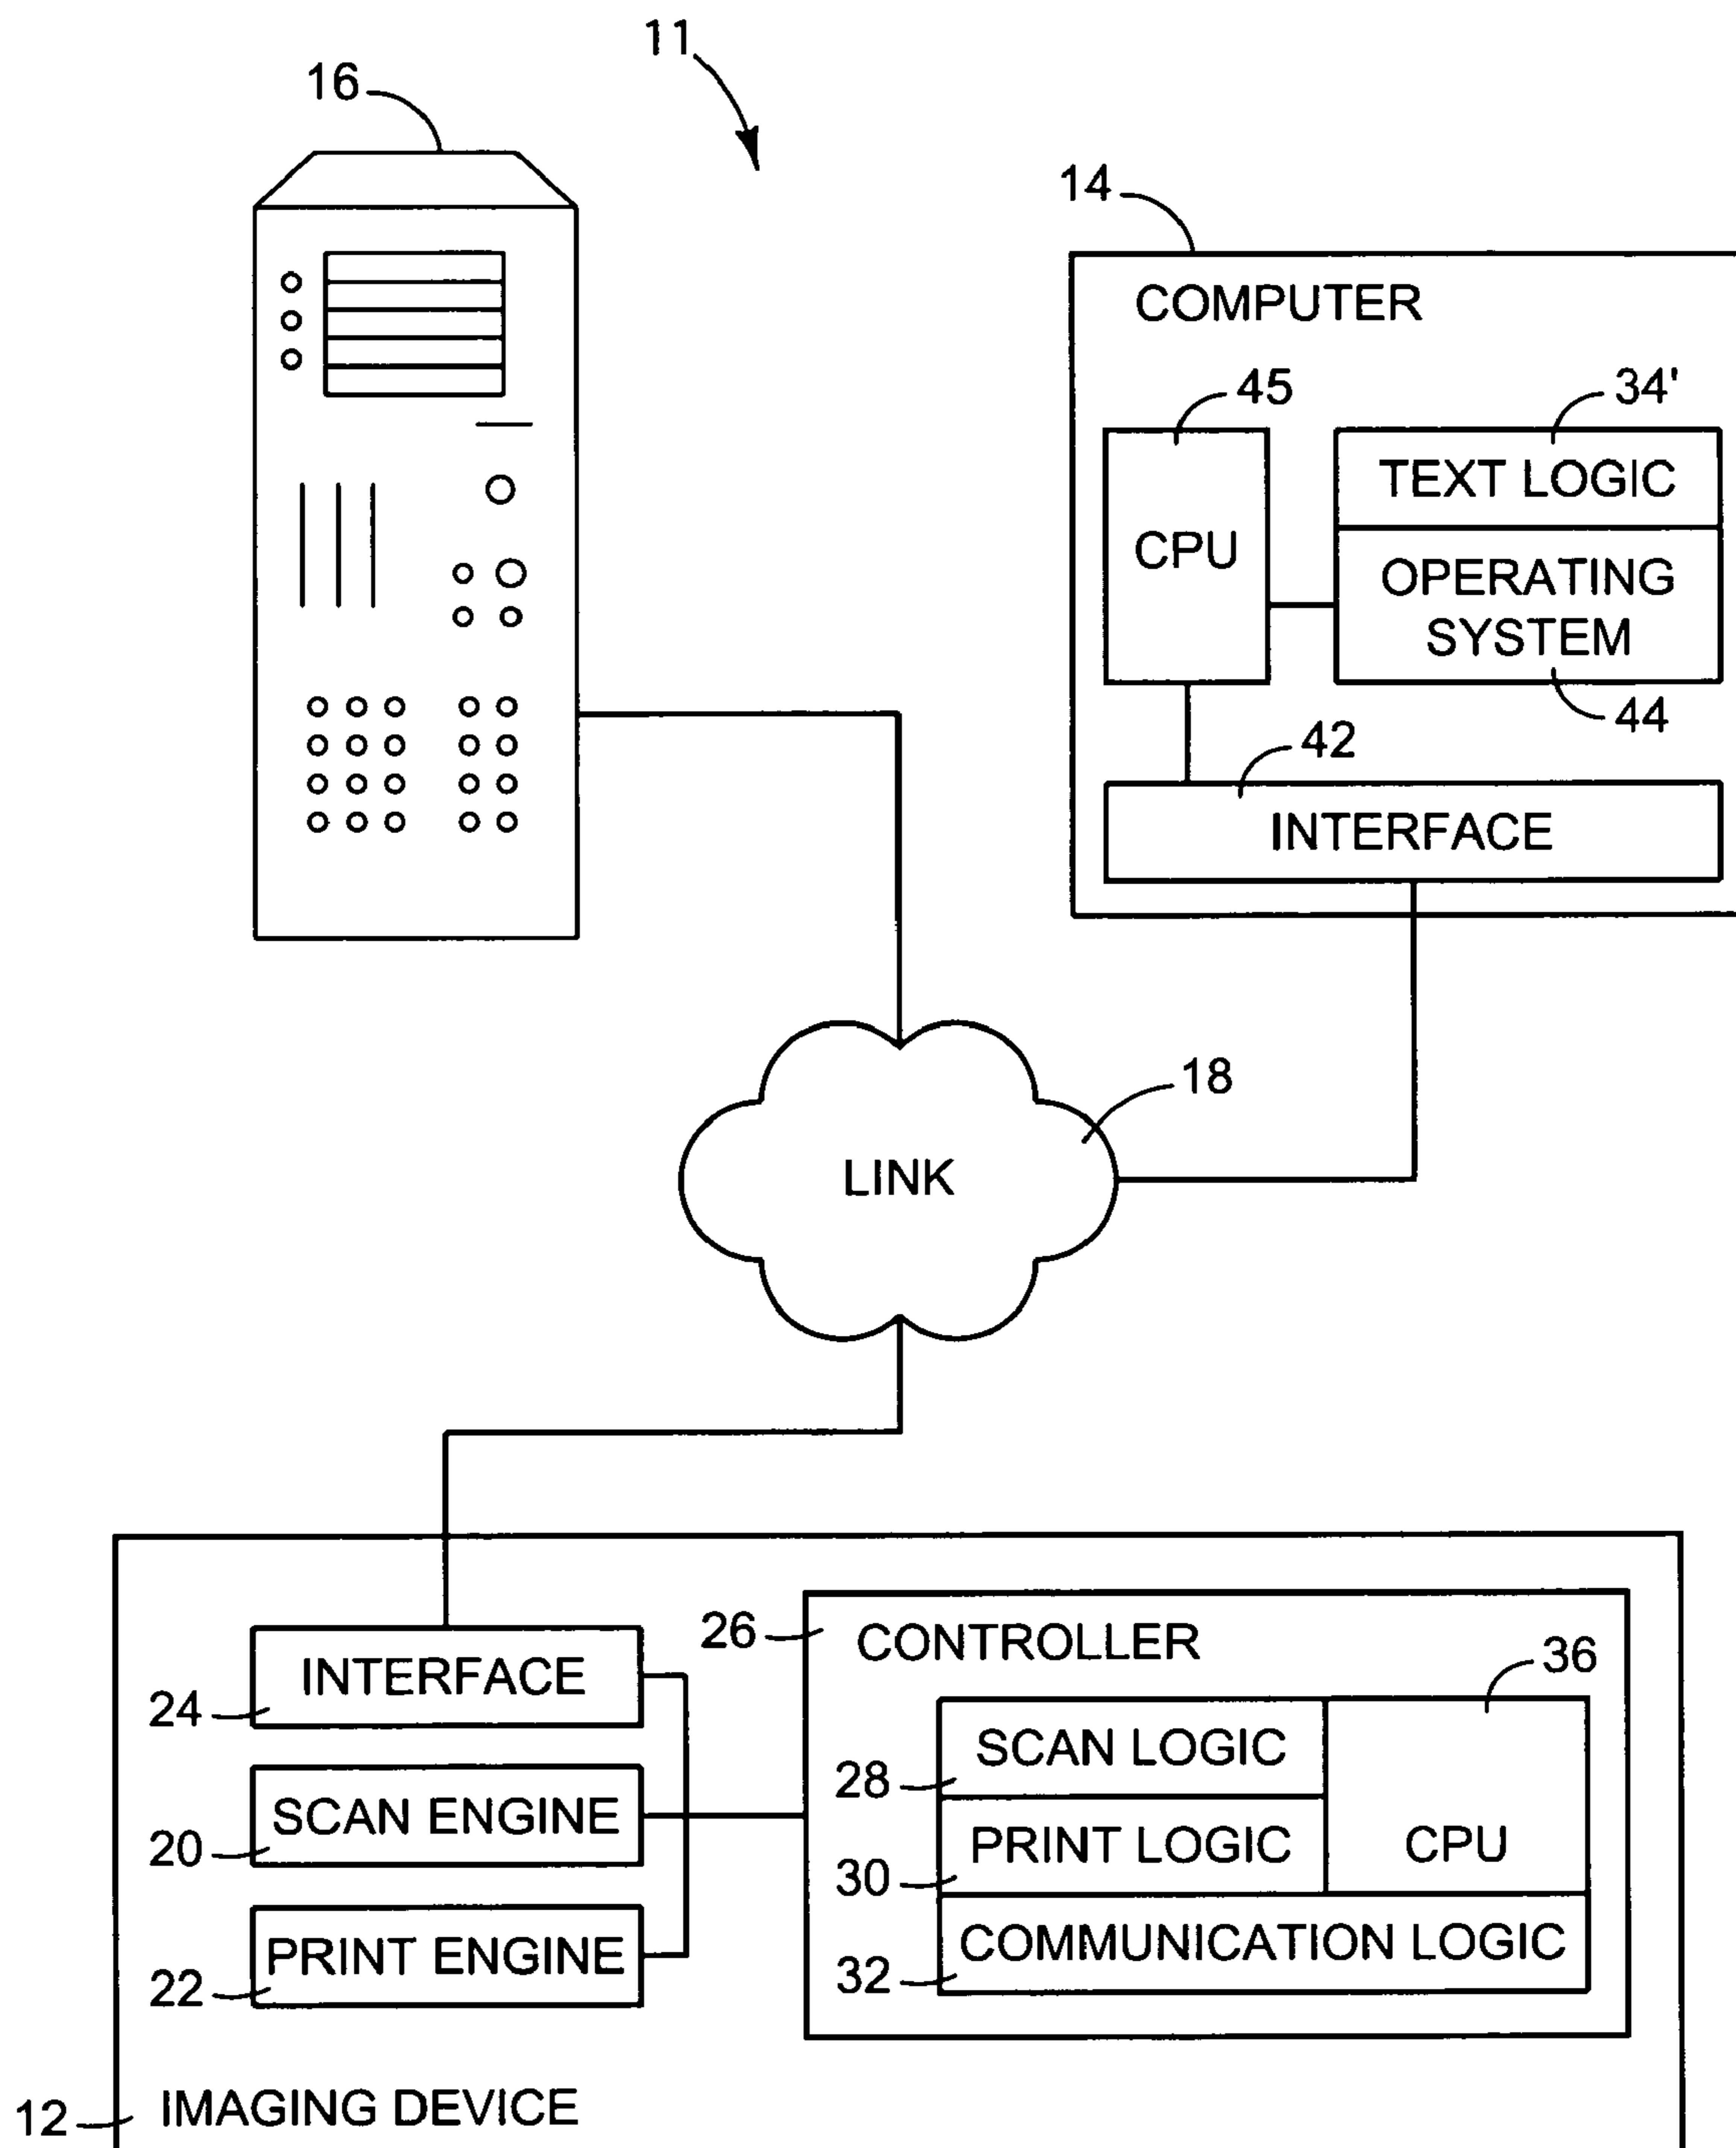 11
16
14
COMPUTER
45
34'
TEXT LOGIC
CPU
OPERATING
SYSTEM
44
42
INTERFACE
18
LINK
26
CONTROLLER
36
INTERFACE
24
SCAN LOGIC
28
SCAN ENGINE
20
PRINT LOGIC
30
CPU
PRINT ENGINE
22
COMMUNICATION LOGIC
32
12
IMAGING DEVICE